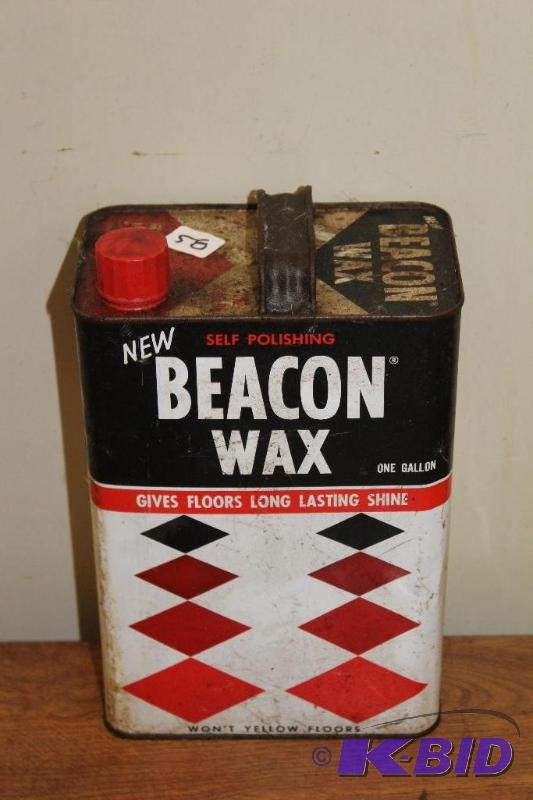 50
BEACON
WAX
NEW
SELF POLISHING
BEACON®
WAX
ONE GALLON
GIVES FLOORS LONG LASTING SHINE
WON'T YELLOW FLOORS
© K-BID